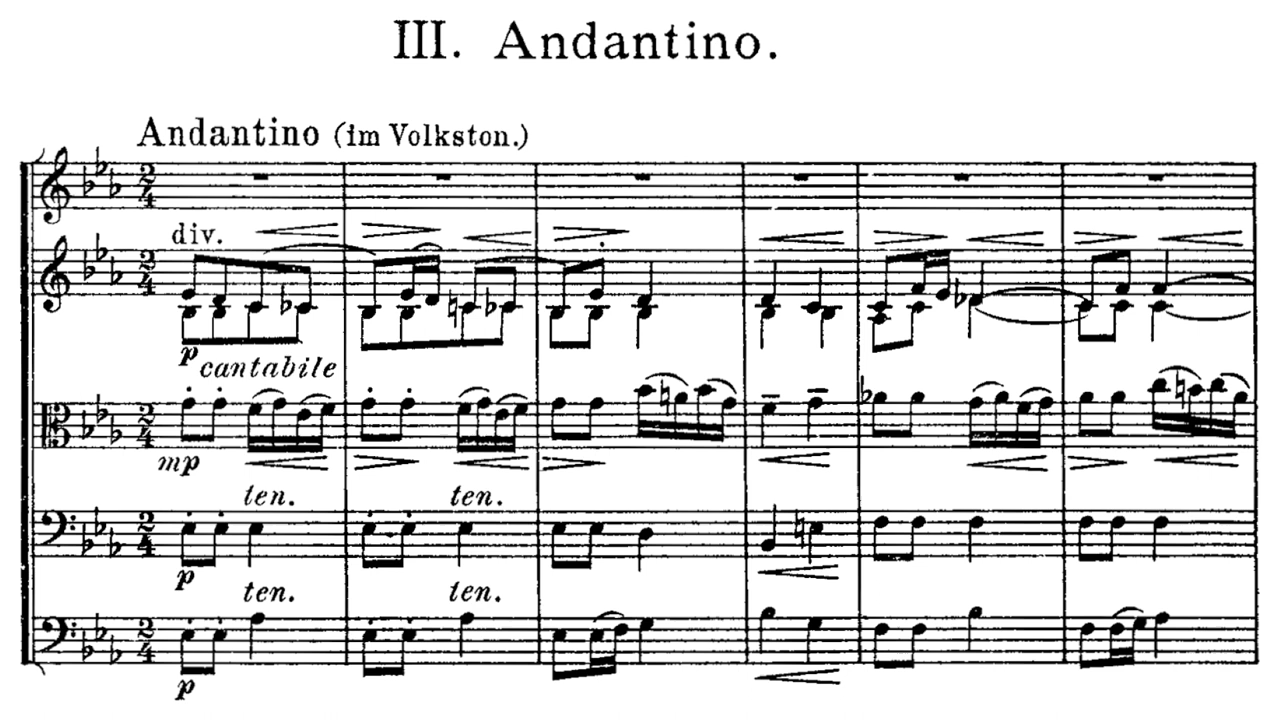 III. Andantino.
Andantino (im Volkston.)
div.
p
cantabile
mp
ten. ten.
p
ten. ten.
p